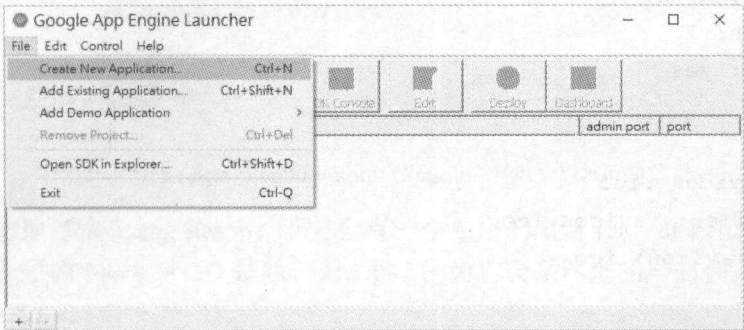 Google App Engine Launcher
File Edit Control Help
Create New Application... Ctrl+N
Add Existing Application... Ctrl+Shift+N
Add Demo Application >
Remove Project... Ctrl+Del
Open SDK in Explorer... Ctrl+Shift+D
Exit Ctrl-Q
Console Edit Deploy Dashboard
admin port port
+ -